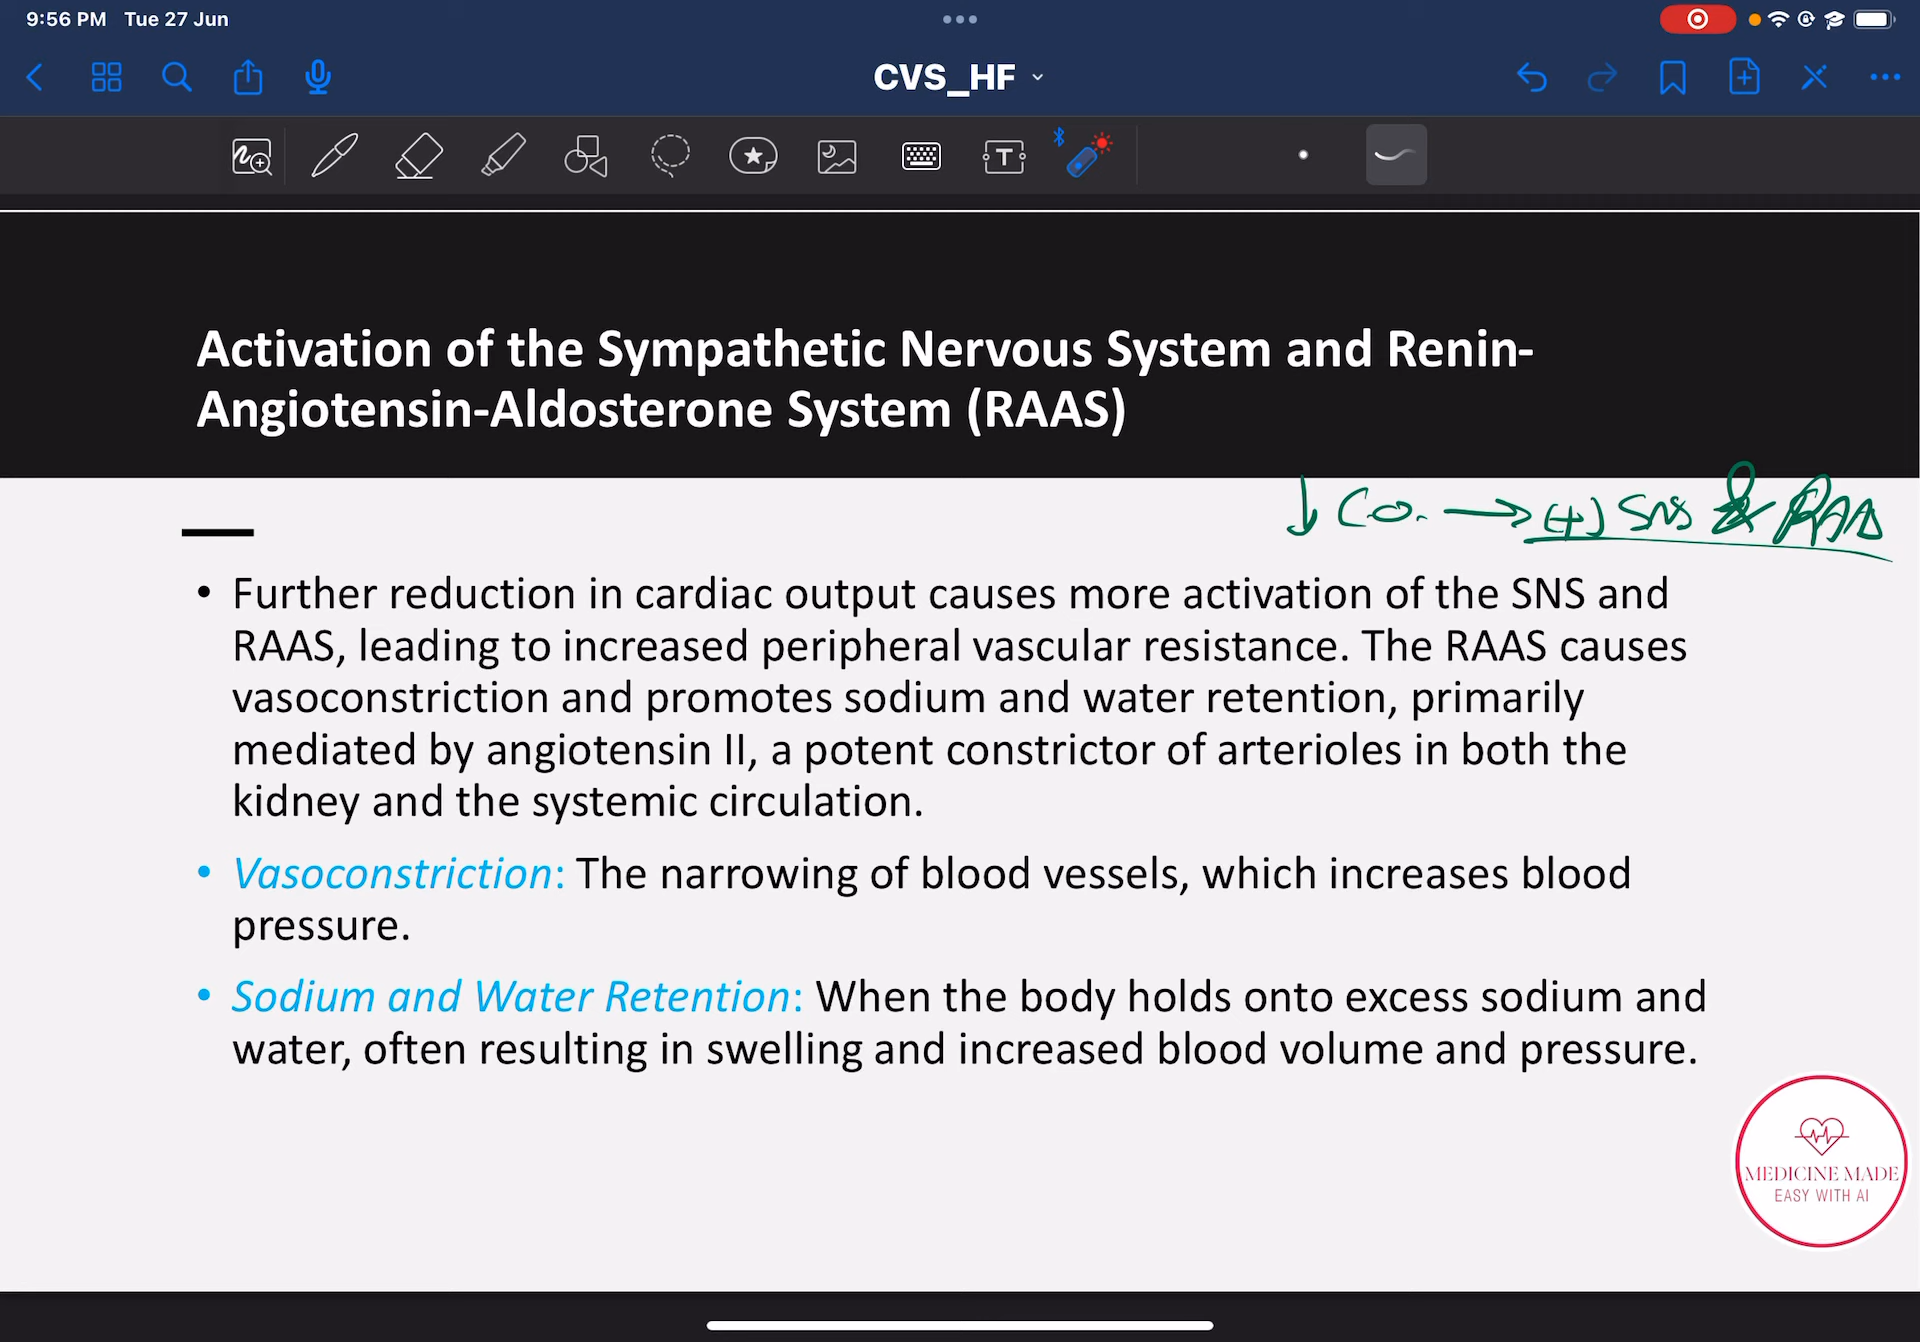 9:56 PM Tue 27 Jun
CVS_HF
T
Activation of the Sympathetic Nervous System and Renin-
Angiotensin-Aldosterone System (RAAS)
↓ CO. → (+) SNS & RAAS
• Further reduction in cardiac output causes more activation of the SNS and
RAAS, leading to increased peripheral vascular resistance. The RAAS causes
vasoconstriction and promotes sodium and water retention, primarily
mediated by angiotensin II, a potent constrictor of arterioles in both the
kidney and the systemic circulation.
• Vasoconstriction: The narrowing of blood vessels, which increases blood
pressure.
• Sodium and Water Retention: When the body holds onto excess sodium and
water, often resulting in swelling and increased blood volume and pressure.
MEDICINE MADE
EASY WITH AI